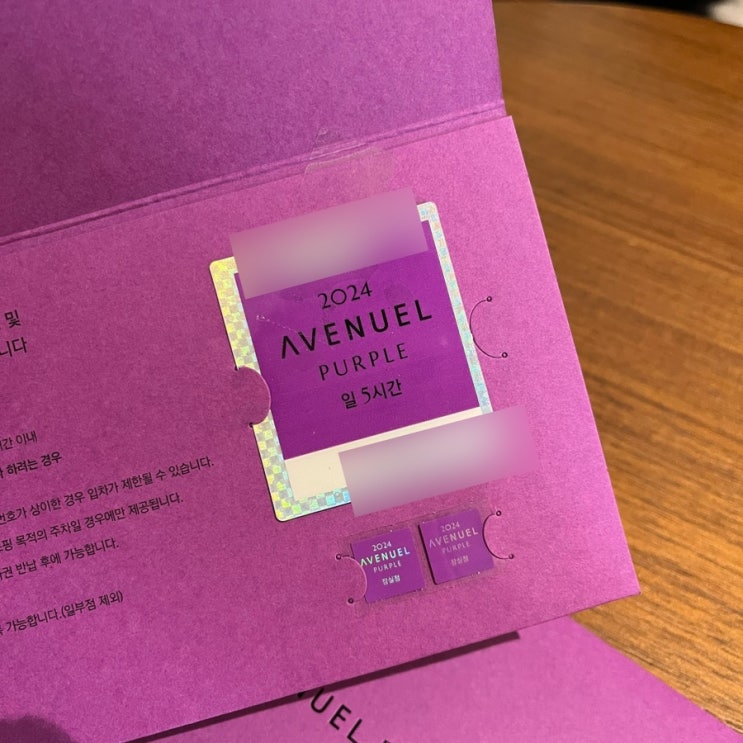 및
니다
간 이내
하려는 경우
번호가 상이한 경우 입차가 제한될 수 있습니다.
핑 목적의 주차일 경우에만 제공됩니다.
권 반납 후에 가능합니다.
가능합니다.(일부점 제외)
2024
AVENUEL
PURPLE
일 5시간
2024
AVENUEL
PURPLE
잠실점
2024
AVENUEL
PURPLE
잠실점
NUEL